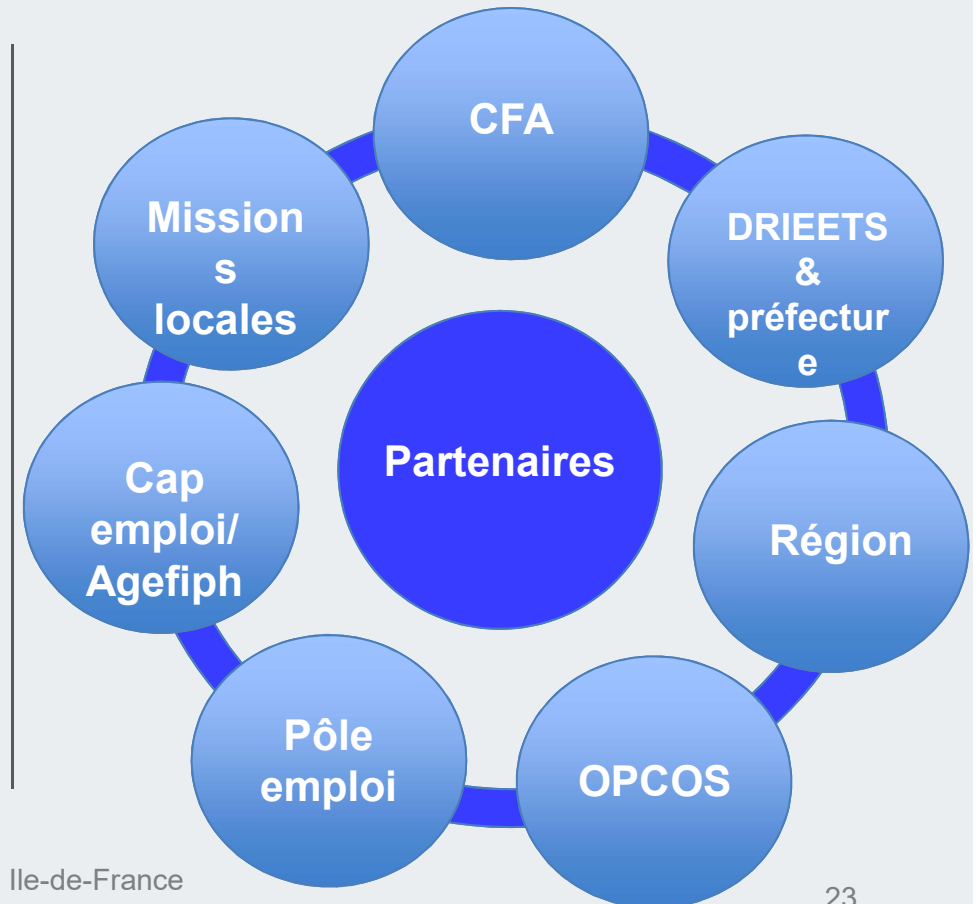 CFA
DRIEETS
&
préfectur
e
Région
OPCOS
Pôle
emploi
Cap
emploi/
Agefiph
Mission
s
locales
Partenaires
Ile-de-France
23